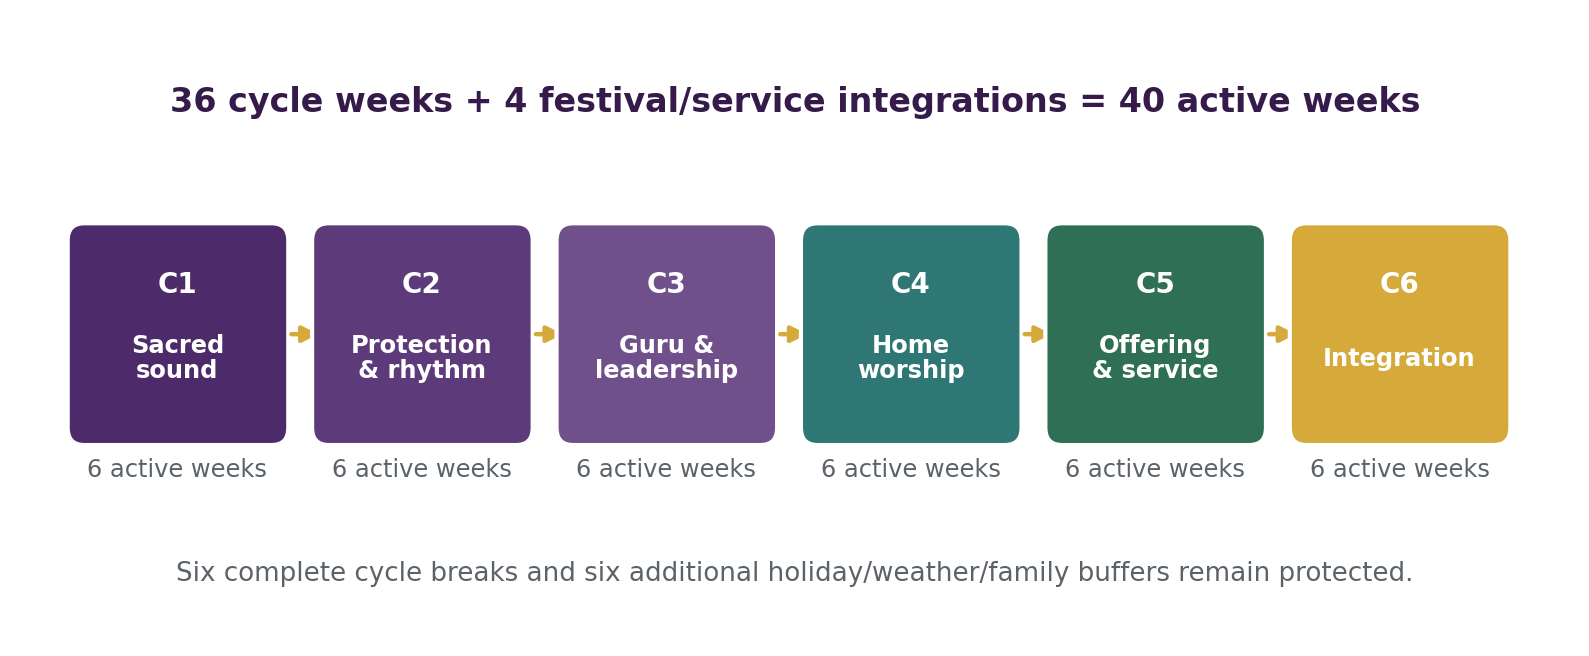 36 cycle weeks + 4 festival/service integrations = 40 active weeks
C1
Sacred
sound
6 active weeks
C2
Protection
& rhythm
6 active weeks
C3
Guru &
leadership
6 active weeks
C4
Home
worship
6 active weeks
C5
Offering
& service
6 active weeks
C6
Integration
6 active weeks
Six complete cycle breaks and six additional holiday/weather/family buffers remain protected.